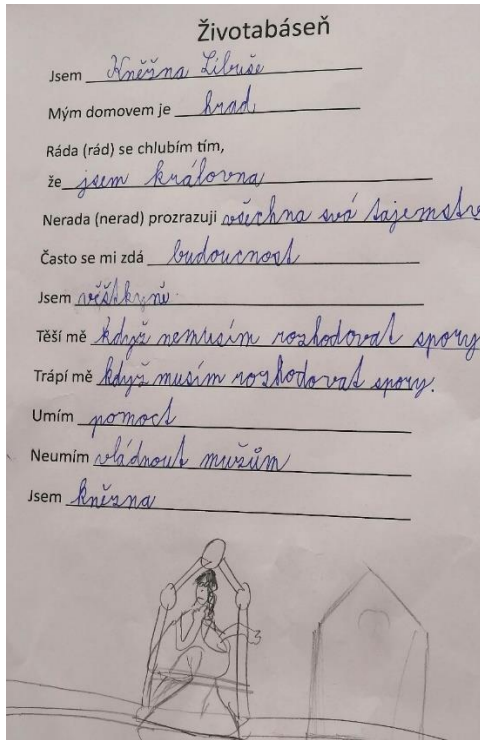 Životabáseň
Jsem Kněžna Libuše
Mým domovem je hrad
Ráda (rád) se chlubím tím,
že jsem královna
Nerada (nerad) prozrazuji všechna svá tajemstv
Často se mi zdá budoucnost
Jsem věštkyně.
Těší mě když nemusím rozhodovat spory
Trápí mě když musím rozhodovat spory.
Umím pomoct
Neumím vládnout mužům
Jsem kněžna